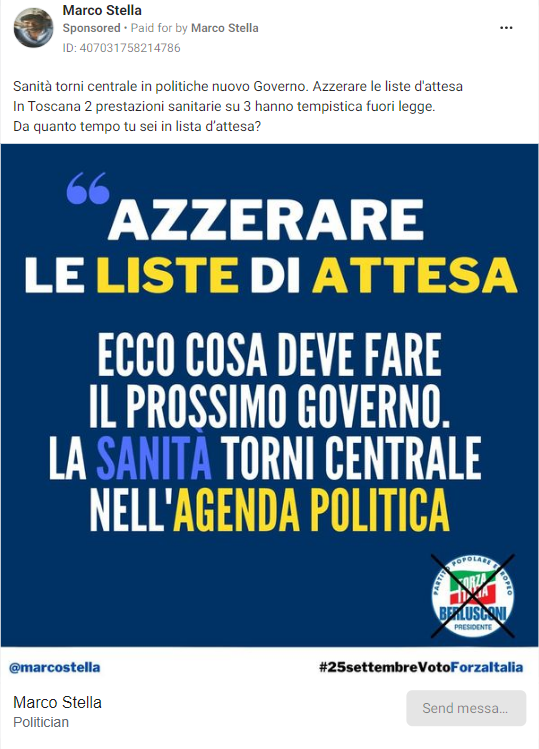 Marco Stella
Sponsored • Paid for by Marco Stella
ID: 407031758214786
Sanità torni centrale in politiche nuovo Governo. Azzerare le liste d'attesa
In Toscana 2 prestazioni sanitarie su 3 hanno tempistica fuori legge.
Da quanto tempo tu sei in lista d'attesa?
“AZZERARE
LE LISTE DI ATTESA
ECCO COSA DEVE FARE
IL PROSSIMO GOVERNO.
LA SANITÀ TORNI CENTRALE
NELL'AGENDA POLITICA
PARTITO POPOLARE EUROPEO
FORZA
ITALIA
BERLUSCONI
PRESIDENTE
@marcostella
#25settembreVotoForzaItalia
Marco Stella
Politician
Send messa...